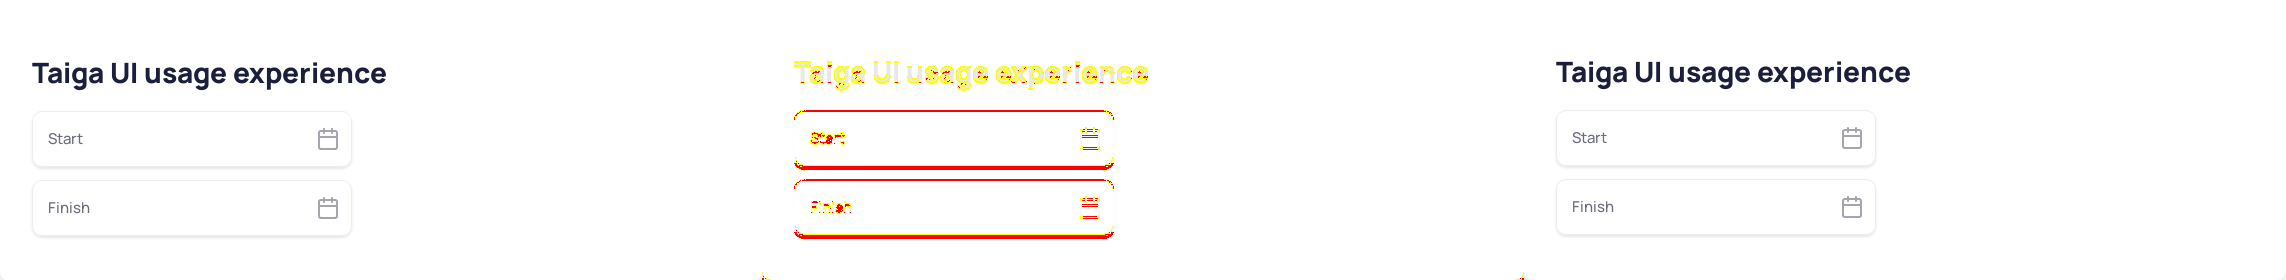 Taiga UI usage experience
Start
Finish
Taiga UI usage experience
Start
Finish
Taiga UI usage experience
Start
Finish